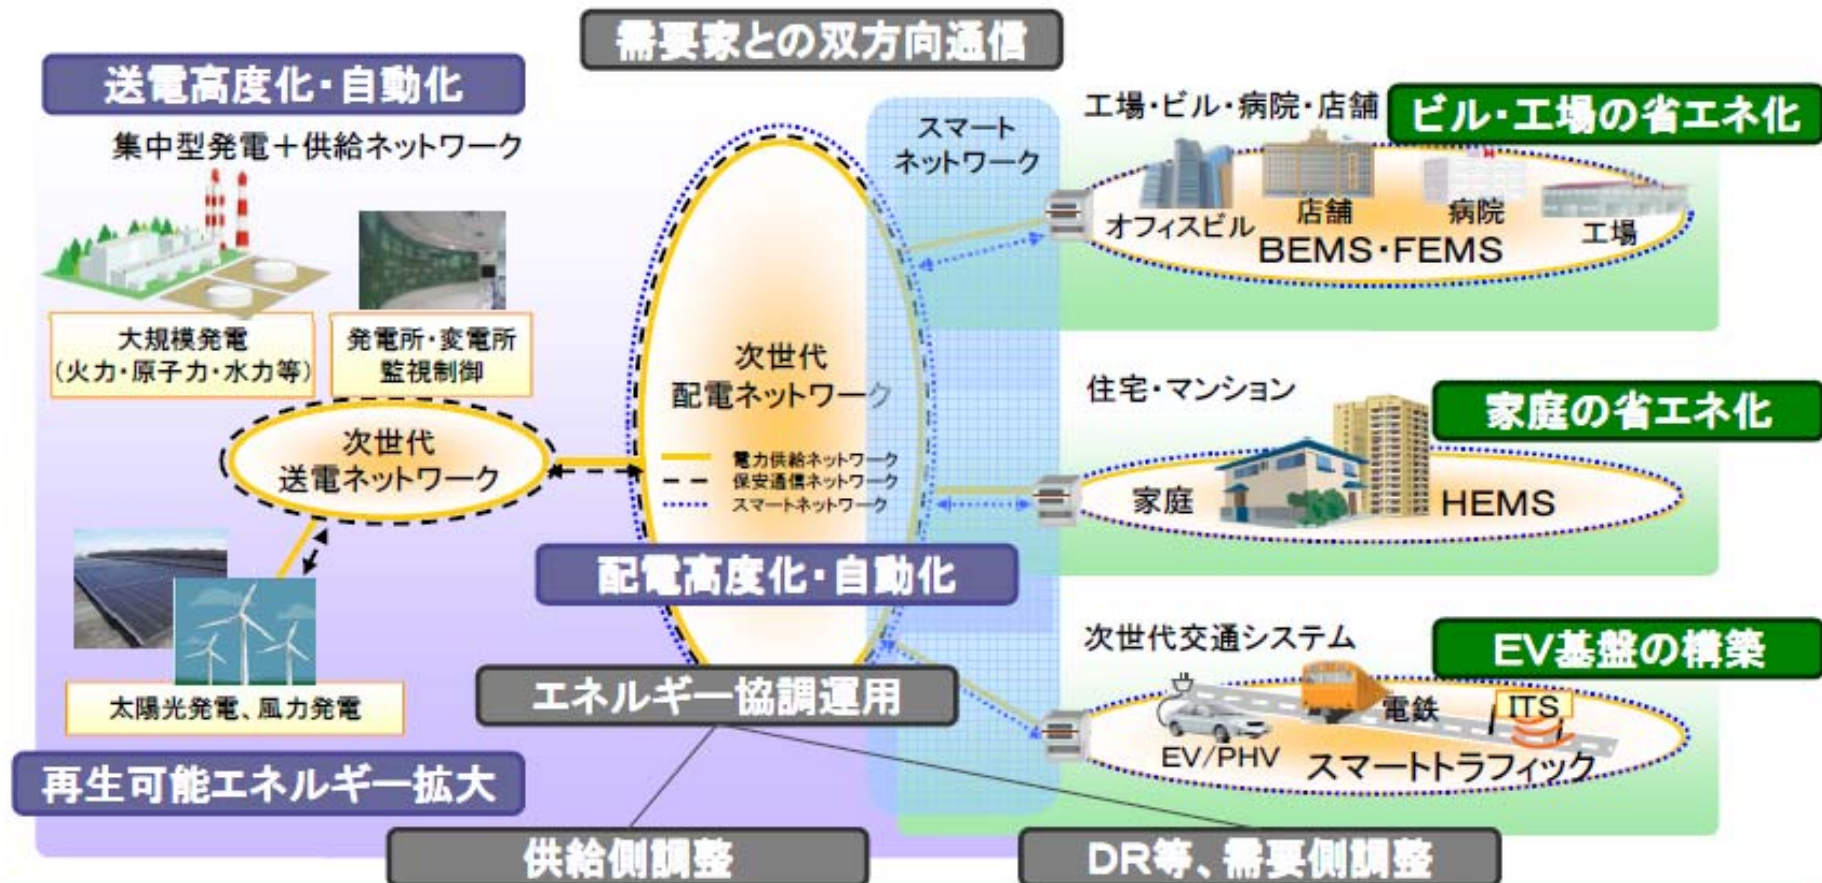 需要家との双方向通信
送電高度化・自動化
集中型発電＋供給ネットワーク
大規模発電
(火力・原子力・水力等)
発電所・変電所
監視制御
次世代
送電ネットワーク
太陽光発電、風力発電
再生可能エネルギー拡大
次世代
配電ネットワーク
電力供給ネットワーク
保安通信ネットワーク
スマートネットワーク
配電高度化・自動化
エネルギー協調運用
供給側調整
DR等、需要側調整
スマート
ネットワーク
工場・ビル・病院・店舗
ビル・工場の省エネ化
オフィスビル
店舗
病院
工場
BEMS・FEMS
住宅・マンション
家庭の省エネ化
家庭
HEMS
次世代交通システム
EV基盤の構築
電鉄
ITS
EV/PHV
スマートトラフィック